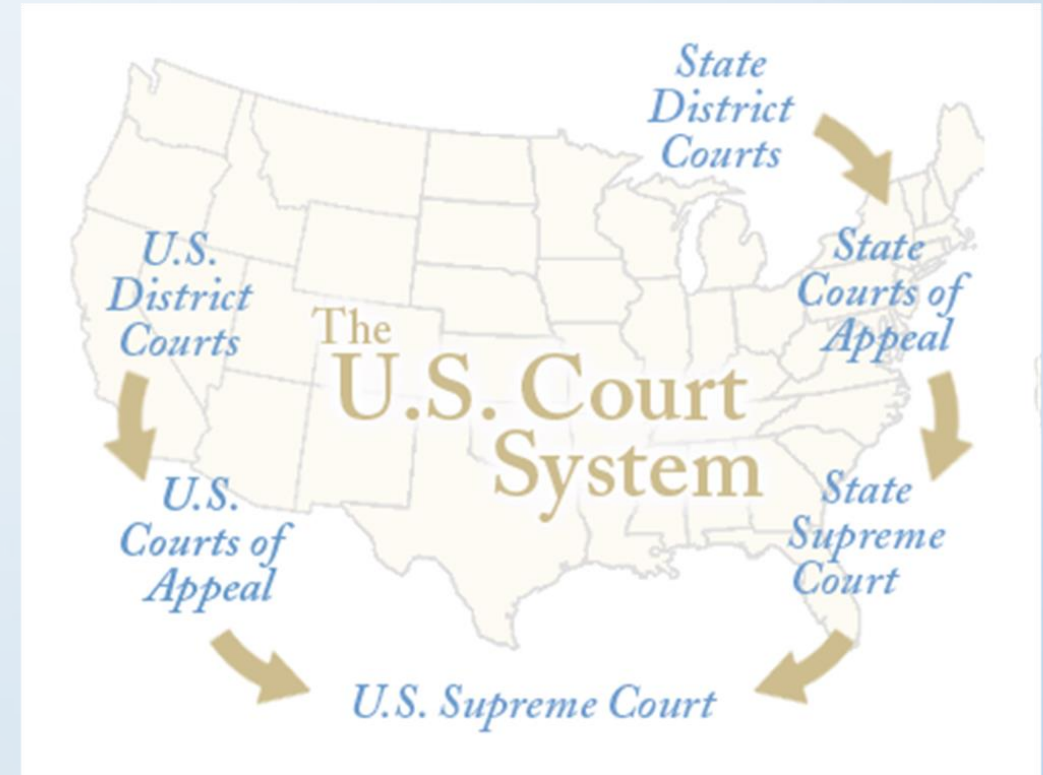 State
District
Courts
State
Courts of
Appeal
State
Supreme
Court
U.S.
District
Courts
U.S.
Courts of
Appeal
U.S. Supreme Court
The
U.S. Court
System